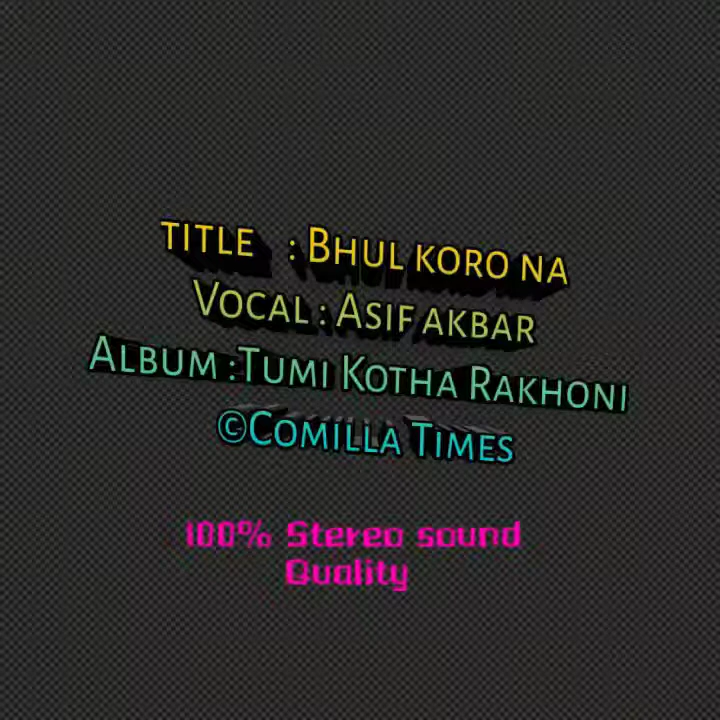 TITLE : BHUL KORO NA
VOCAL : ASIF AKBAR
ALBUM :TUMI KOTHA RAKHONI
©COMILLA TIMES
100% Stereo sound
Quality